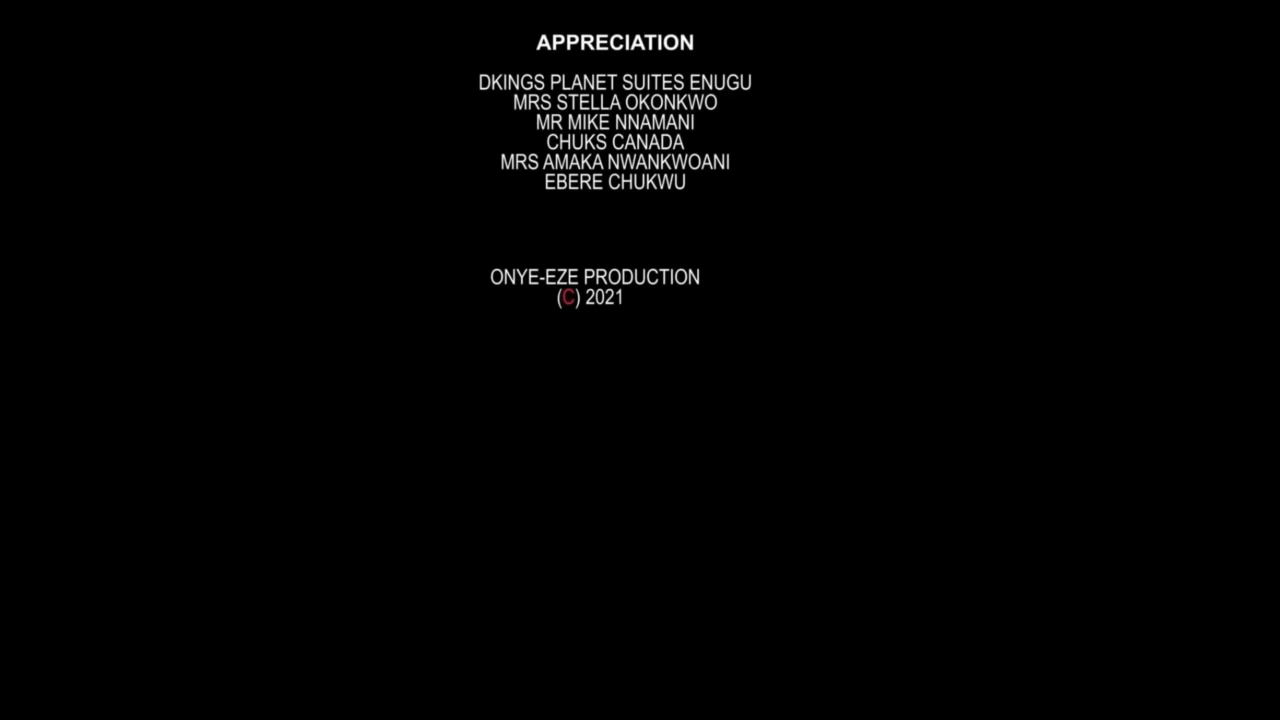 APPRECIATION
DKINGS PLANET SUITES ENUGU
MRS STELLA OKONKWO
MR MIKE NNAMANI
CHUKS CANADA
MRS AMAKA NWANKWOANI
EBERE CHUKWU
ONYE-EZE PRODUCTION
(C) 2021